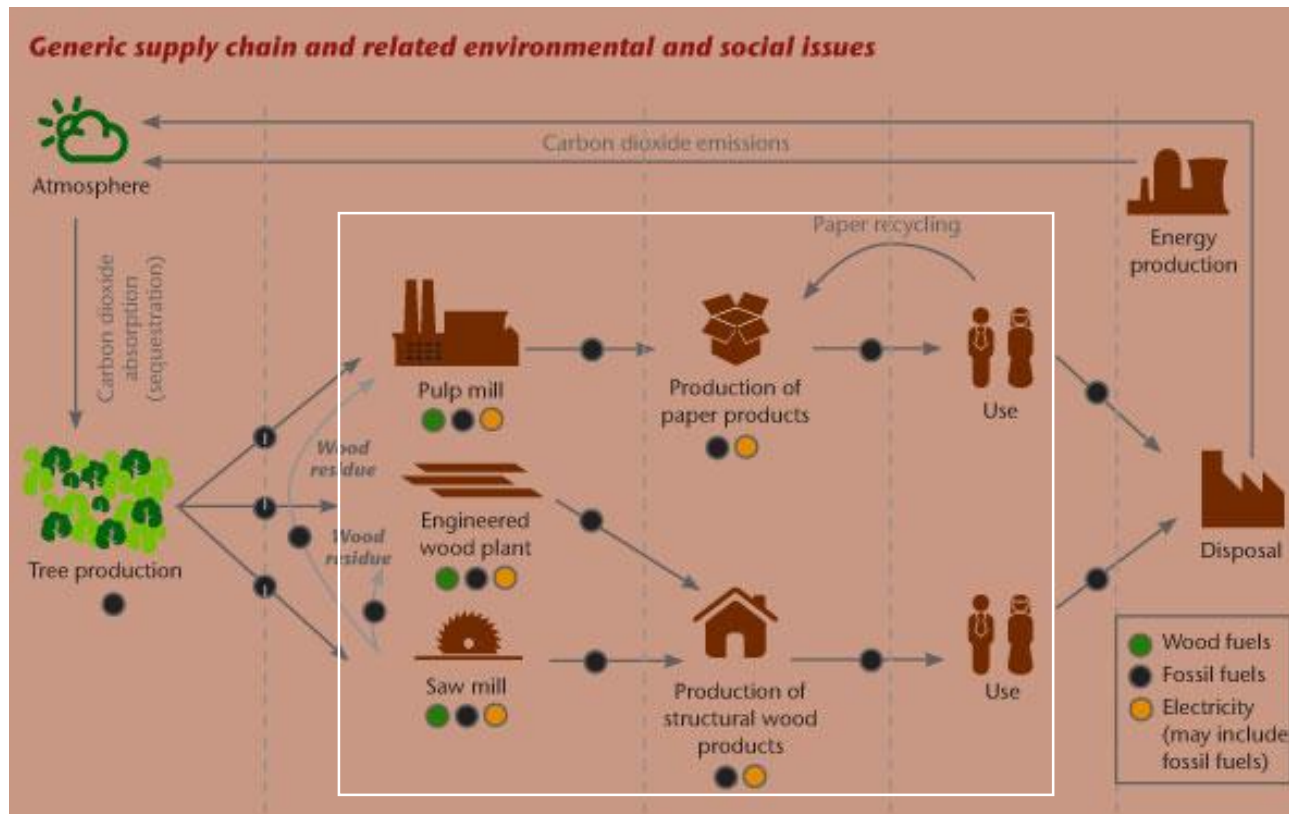 Generic supply chain and related environmental and social issues
Carbon dioxide emissions
Atmosphere
Energy
production
Paper recycling
Carbon dioxide
absorption
(sequestration)
Pulp mill
Production of
paper products
Use
Wood
residue
Engineered
wood plant
Wood
residue
Tree production
Disposal
Saw mill
Production of
structural wood
products
Use
Wood fuels
Fossil fuels
Electricity
(may include
fossil fuels)